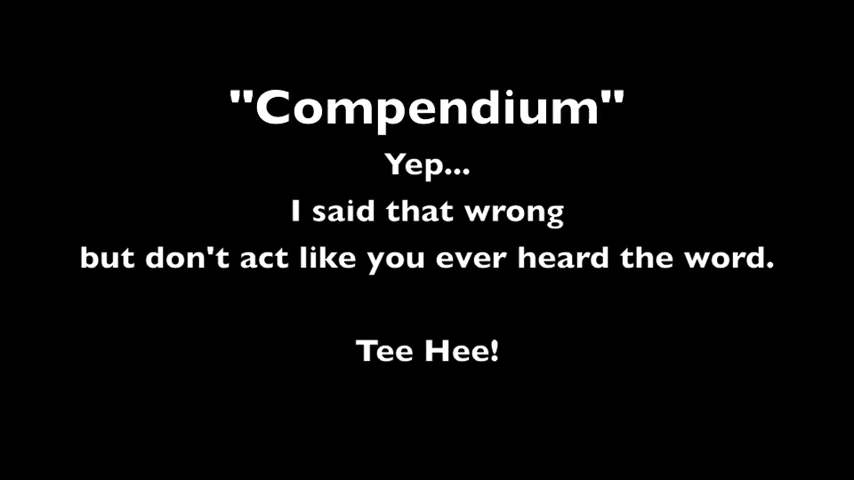 "Compendium"
Yep...
I said that wrong
but don't act like you ever heard the word.
Tee Hee!